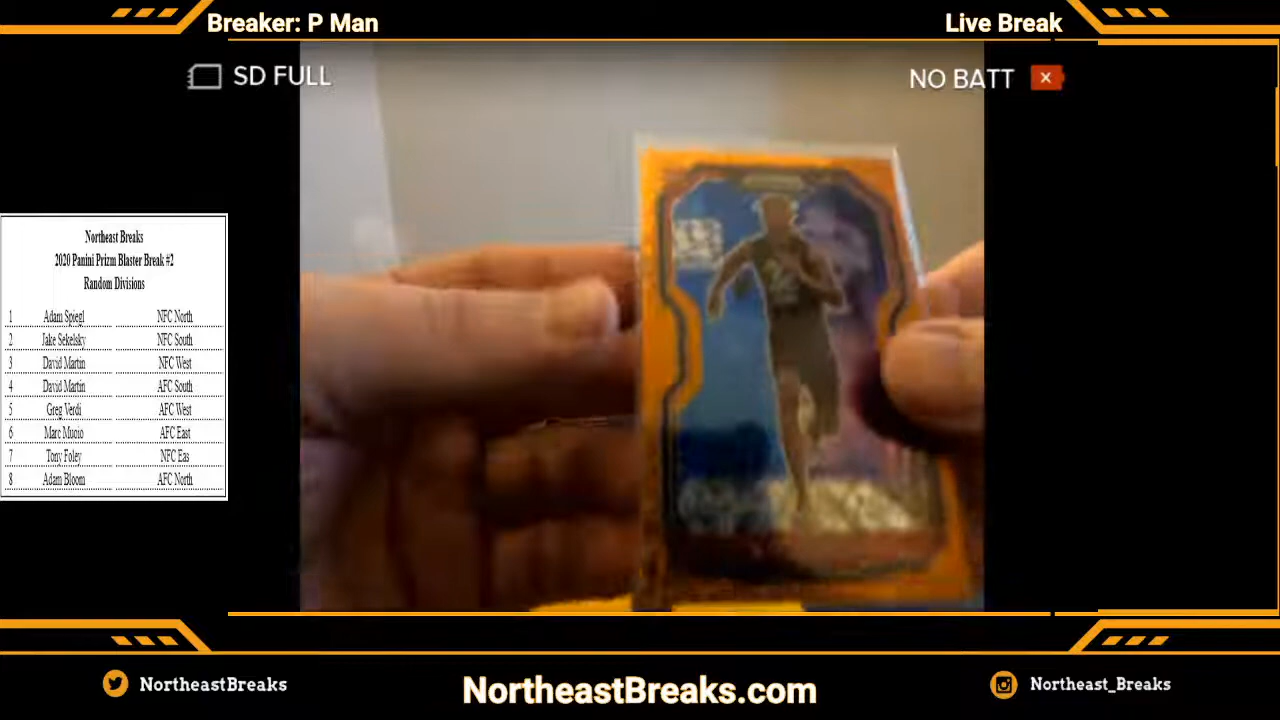 Breaker: P Man
Live Break
SD FULL
NO BATT
Northeast Breaks
2020 Panini Prizm Blaster Break #2
Random Divisions
1 Adam Spiegl NFC North
2 Jake Sekelsky NFC South
3 David Martin NFC West
4 David Martin AFC South
5 Greg Verdi AFC West
6 Marc Mucio AFC East
7 Tony Foley NFC Eas
8 Adam Bloom AFC North
NortheastBreaks
NortheastBreaks.com
Northeast_Breaks